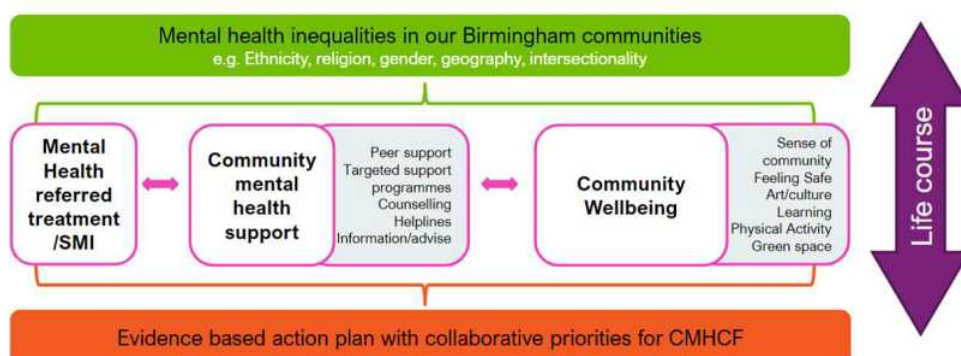 Mental health inequalities in our Birmingham communities
e.g. Ethnicity, religion, gender, geography, intersectionality
Mental
Health
referred
treatment
/SMI
Community
mental
health
support
Peer support
Targeted support
programmes
Counselling
Helplines
Information/advise
Community
Wellbeing
Sense of
community
Feeling Safe
Art/culture
Learning
Physical Activity
Green space
Life course
Evidence based action plan with collaborative priorities for CMHCF